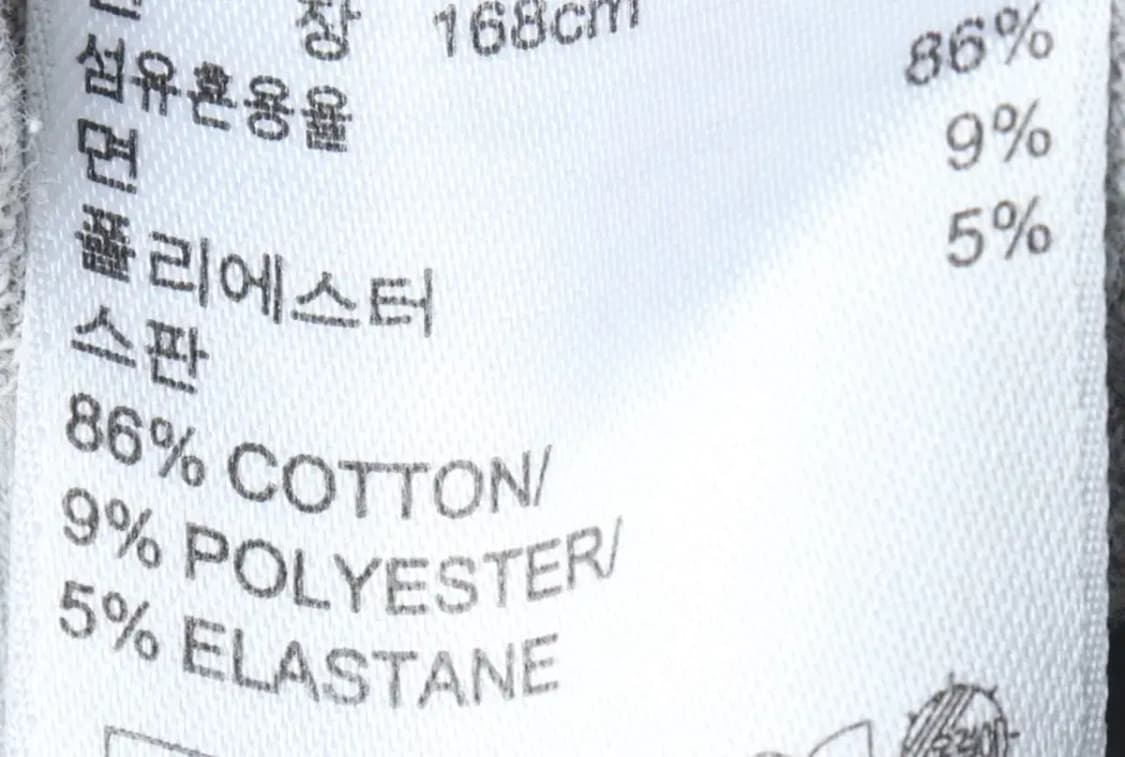 장 168cm
섬유혼용율
면 86%
폴리에스터 9%
스판 5%
86% COTTON/
9% POLYESTER/
5% ELASTANE